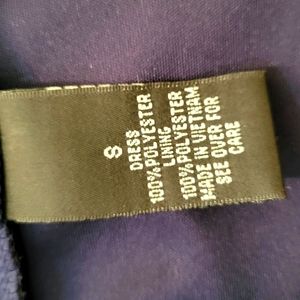 S
DRESS
100%POLYESTER
LINING
100%POLYESTER
MADE IN VIETNAM
SEE OVER FOR
CARE